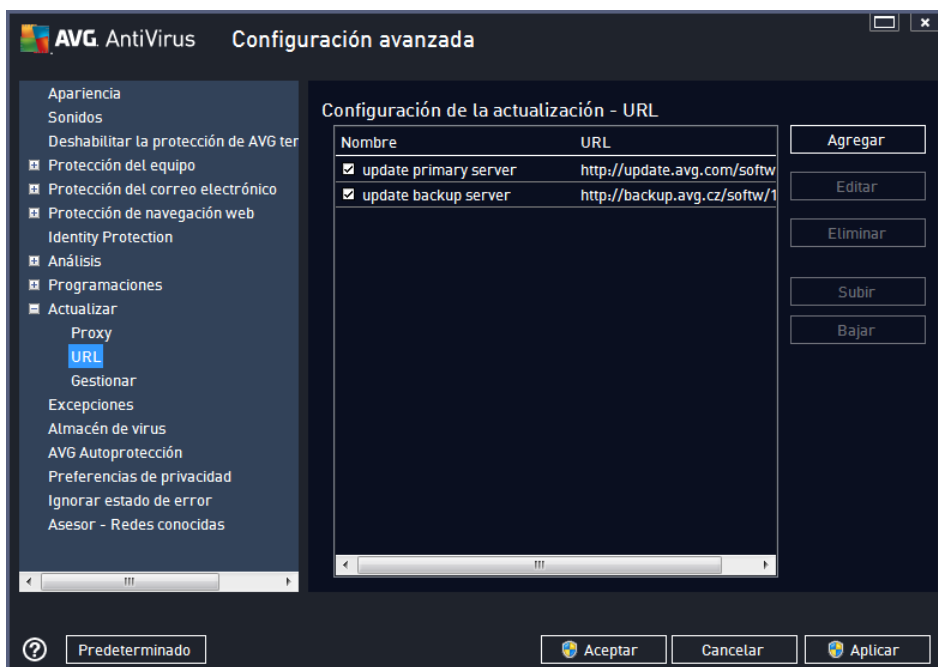 AVG AntiVirus Configuración avanzada
Apariencia
Sonidos
Deshabilitar la protección de AVG ter
Protección del equipo
Protección del correo electrónico
Protección de navegación web
Identity Protection
Análisis
Programaciones
Actualizar
Proxy
URL
Gestionar
Excepciones
Almacén de virus
AVG Autoprotección
Preferencias de privacidad
Ignorar estado de error
Asesor - Redes conocidas
Configuración de la actualización - URL
Nombre URL
update primary server http://update.avg.com/softw
update backup server http://backup.avg.cz/softw/1
Agregar
Editar
Eliminar
Subir
Bajar
Predeterminado
Aceptar
Cancelar
Aplicar